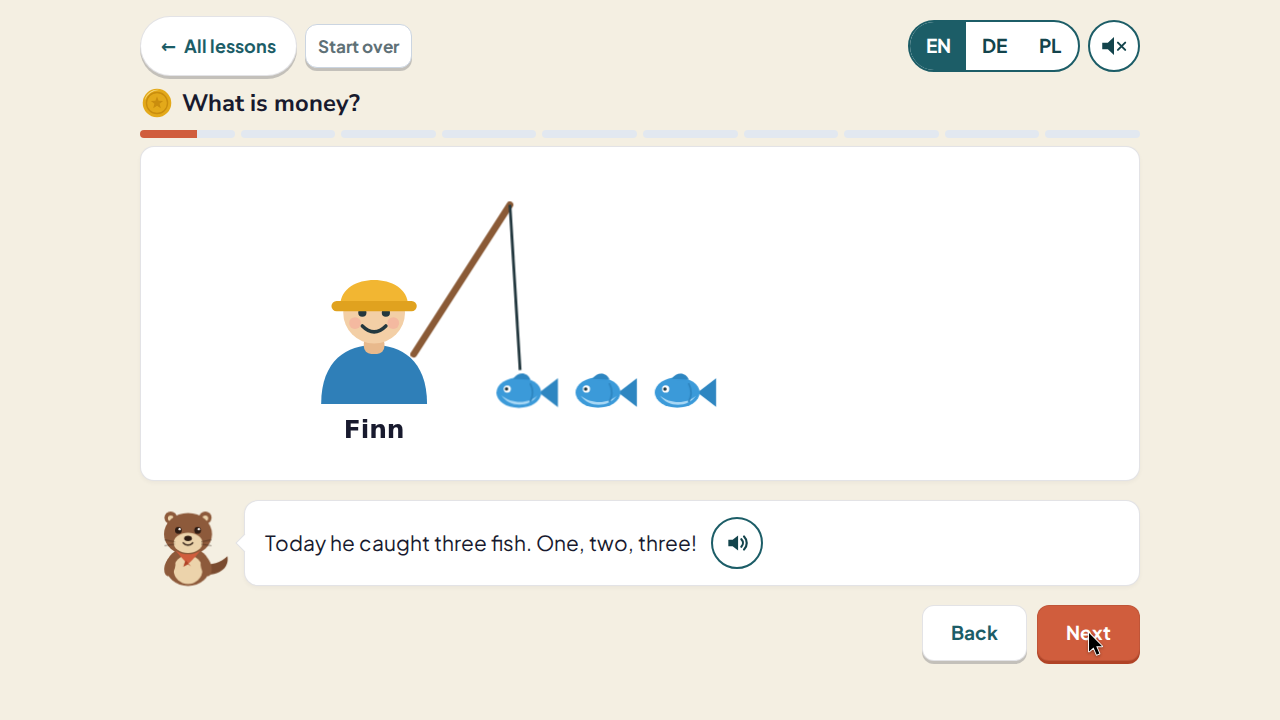 ← All lessons
Start over
EN
DE
PL
What is money?
Finn
Today he caught three fish. One, two, three!
Back
Next